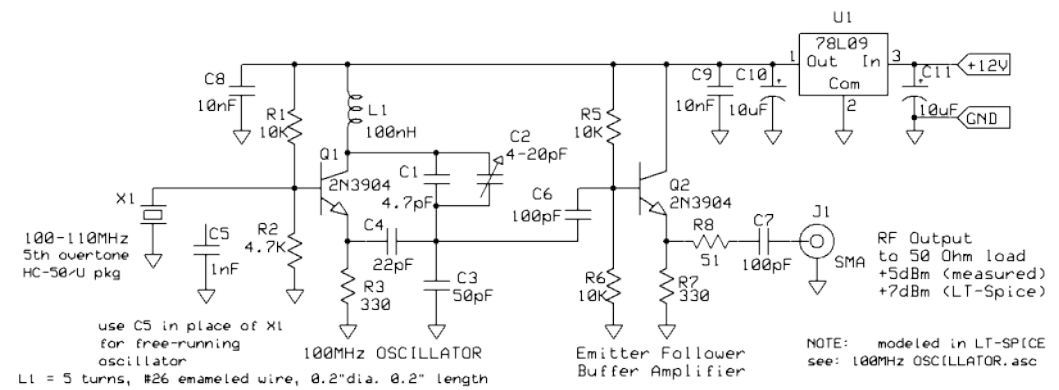 U1
78L09
1
Out
In
3
Com
2
+12V
GND
C8
10nF
R1
10K
L1
100nH
C9
10nF
C10
+
10uF
C11
+
10uF
R5
10K
Q1
2N3904
C2
4-20pF
C1
4.7pF
Q2
2N3904
X1
C6
100pF
R8
51
C7
100pF
J1
SMA
100-110MHz
5th overtone
HC-50/U pkg
C5
1nF
R2
4.7K
C4
22pF
R3
330
C3
50pF
R6
10K
R7
330
RF Output
to 50 Ohm load
+5dBm (measured)
+7dBm (LT-Spice)
use C5 in place of X1
for free-running
oscillator
100MHz OSCILLATOR
Emitter Follower
Buffer Amplifier
NOTE: modeled in LT-SPICE
see: 100MHz OSCILLATOR.asc
L1 = 5 turns, #26 emameled wire, 0.2"dia. 0.2" length